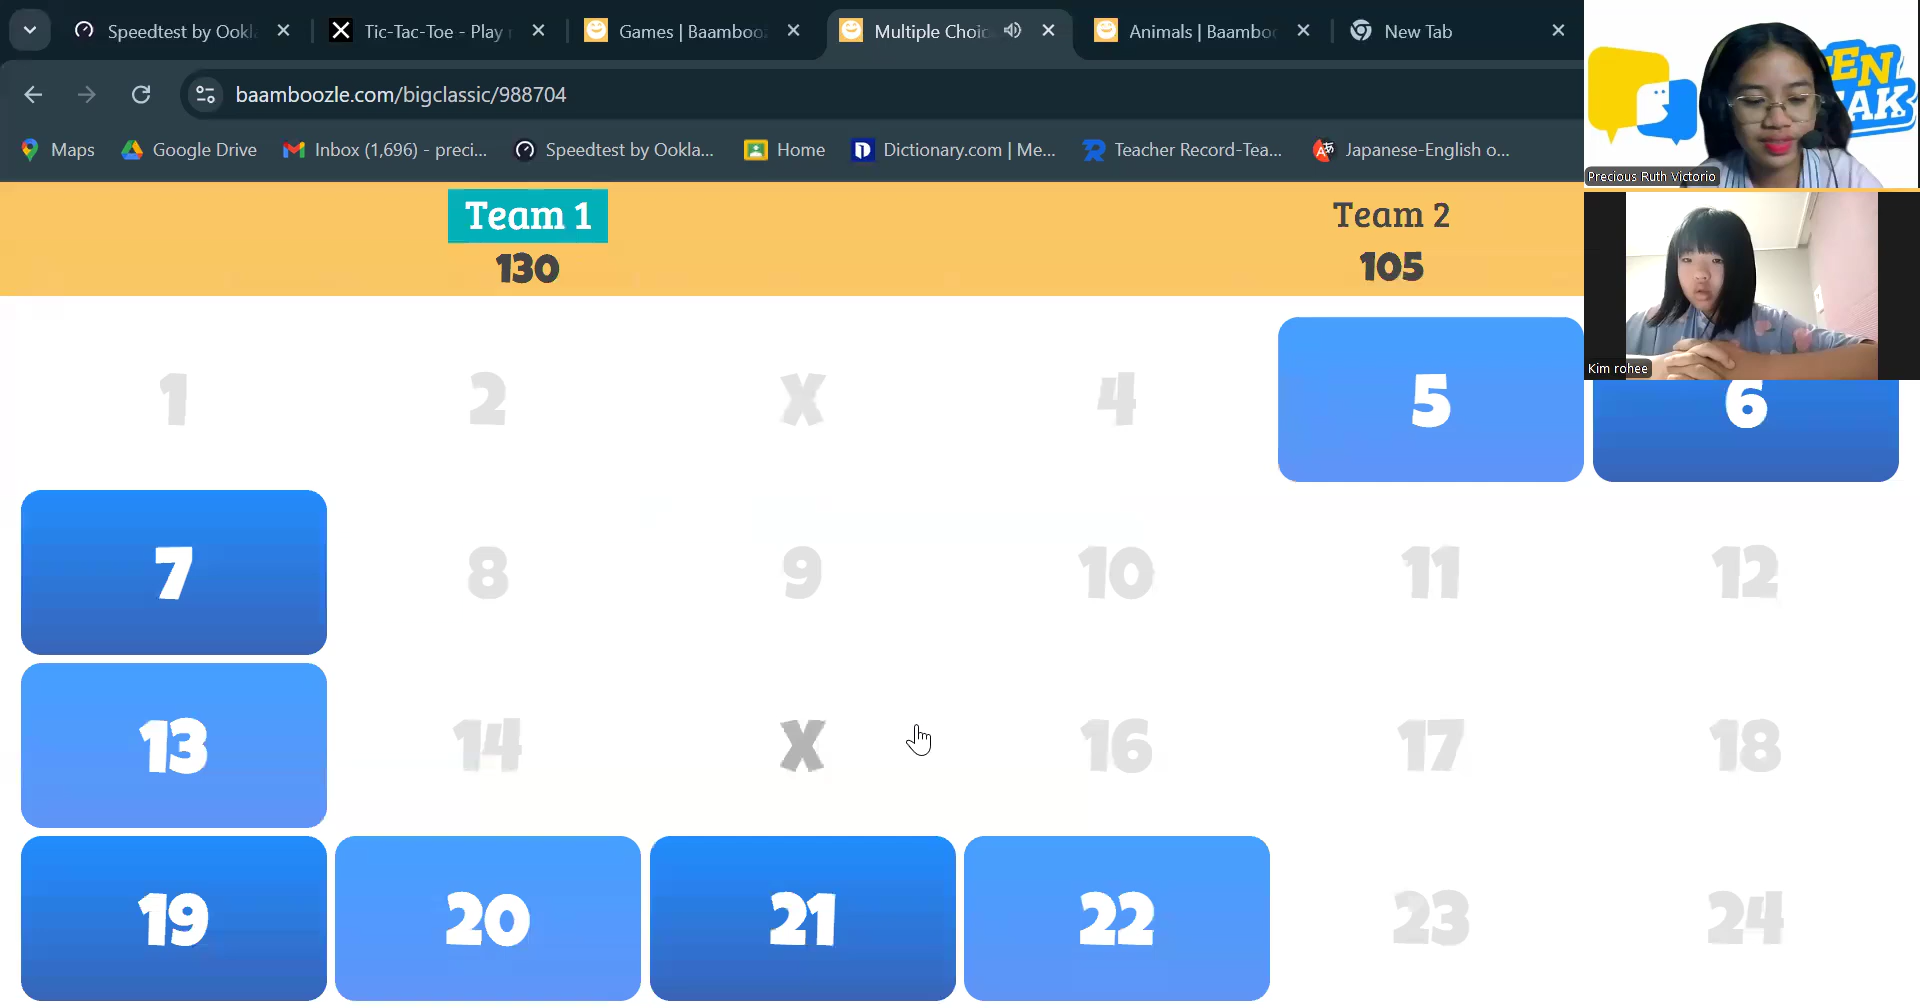 Speedtest by Ookl
Tic-Tac-Toe - Play
Games | Baambooz
Multiple Choic
Animals | Baamboo
New Tab
baamboozle.com/bigclassic/988704
Maps
Google Drive
Inbox (1,696) - preci...
Speedtest by Ookla...
Home
Dictionary.com | Me...
Teacher Record-Tea...
Japanese-English o...
EN
AK
Precious Ruth Victorio
Kim rohee
Team 1
130
Team 2
105
1 2 X 4 5 6
7 8 9 10 11 12
13 14 X 16 17 18
19 20 21 22 23 24